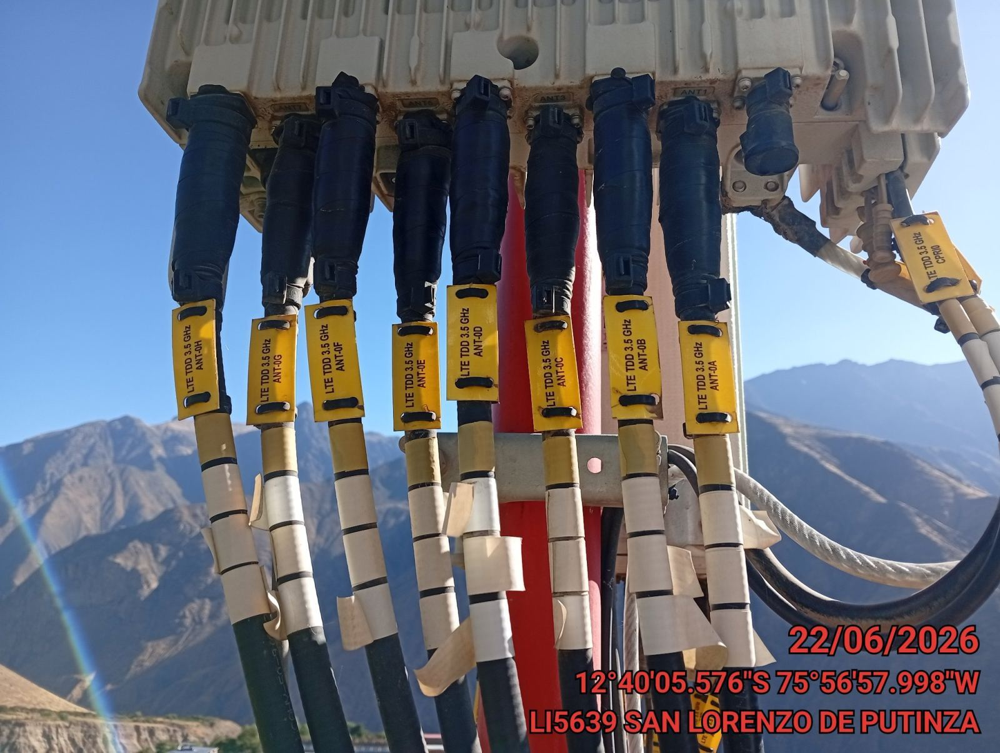 ANT7
ANT5
ANT3
ANT1
LTE TDD 3.5 GHz
ANT-0H
LTE TDD 3.5 GHz
ANT-0G
LTE TDD 3.5 GHz
ANT-0F
LTE TDD 3.5 GHz
ANT-0E
LTE TDD 3.5 GHz
ANT-0D
LTE TDD 3.5 GHz
ANT-0C
LTE TDD 3.5 GHz
ANT-0B
LTE TDD 3.5 GHz
ANT-0A
LTE TDD 3.5 GHz
CPRI0
22/06/2026
12°40'05.576"S 75°56'57.998"W
LI5639 SAN LORENZO DE PUTINZA